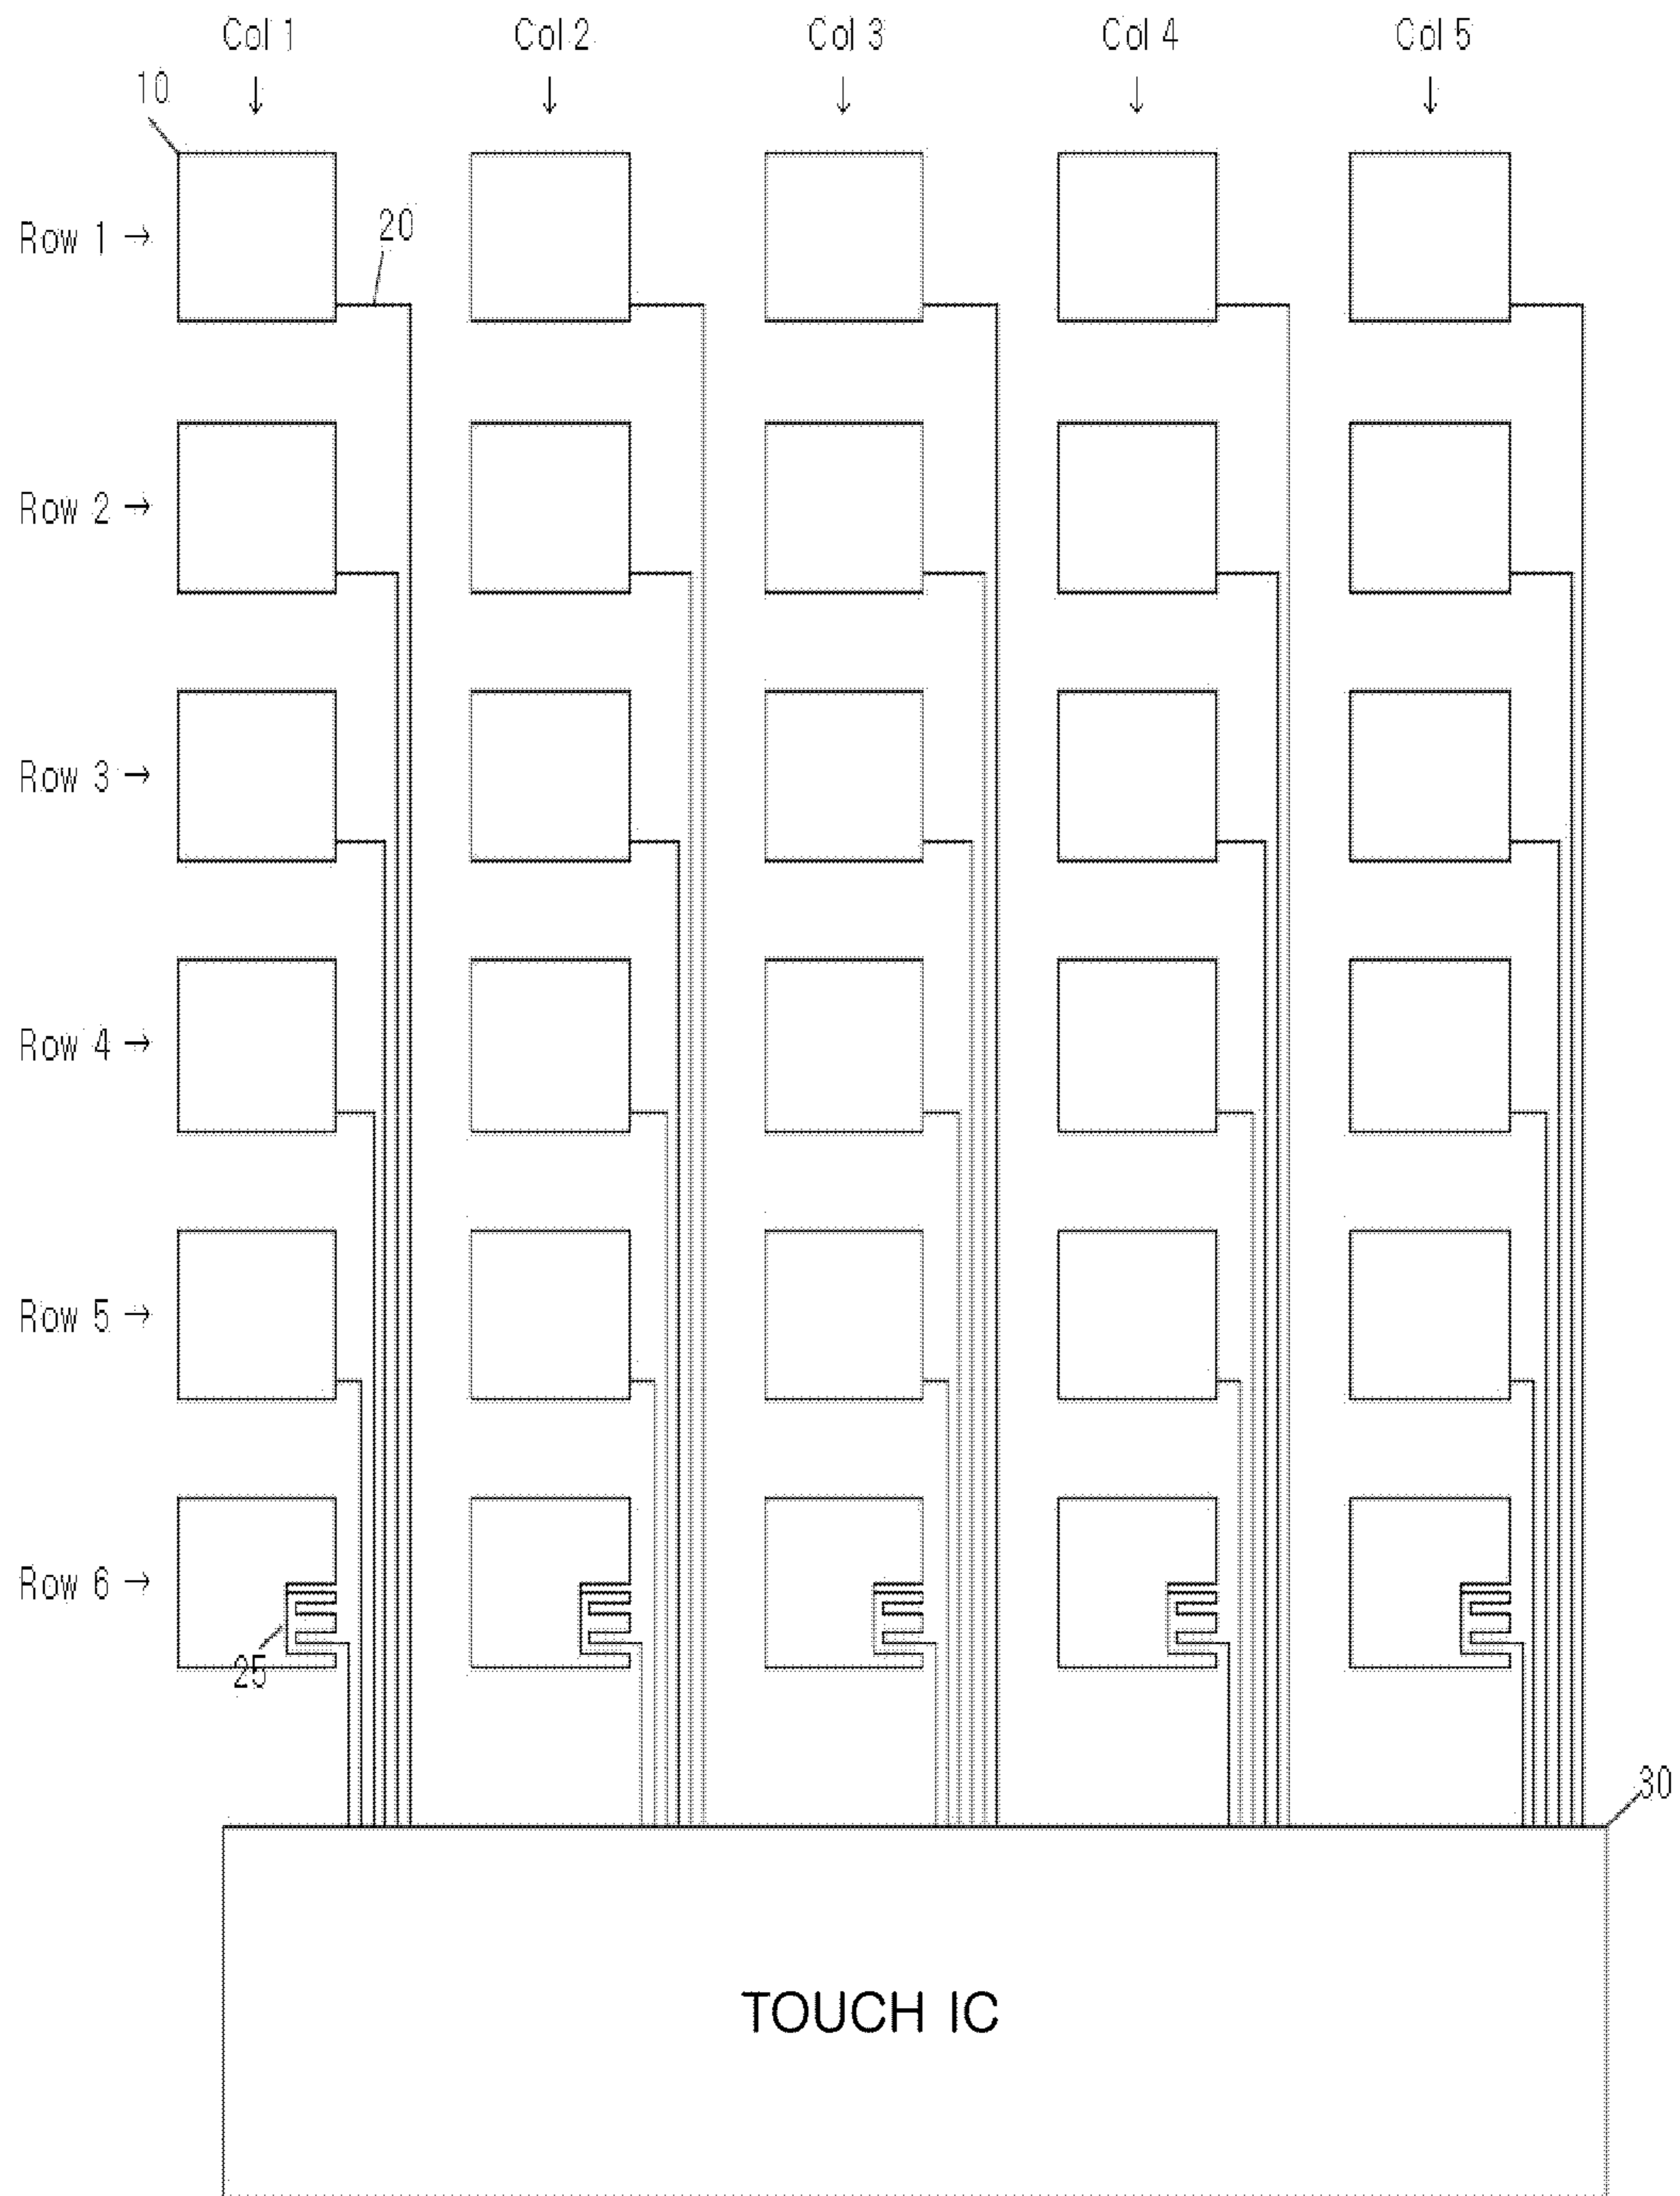 Col 1 Col 2 Col 3 Col 4 Col 5
10
20
Row 1 →
Row 2 →
Row 3 →
Row 4 →
Row 5 →
Row 6 →
25
30
TOUCH IC